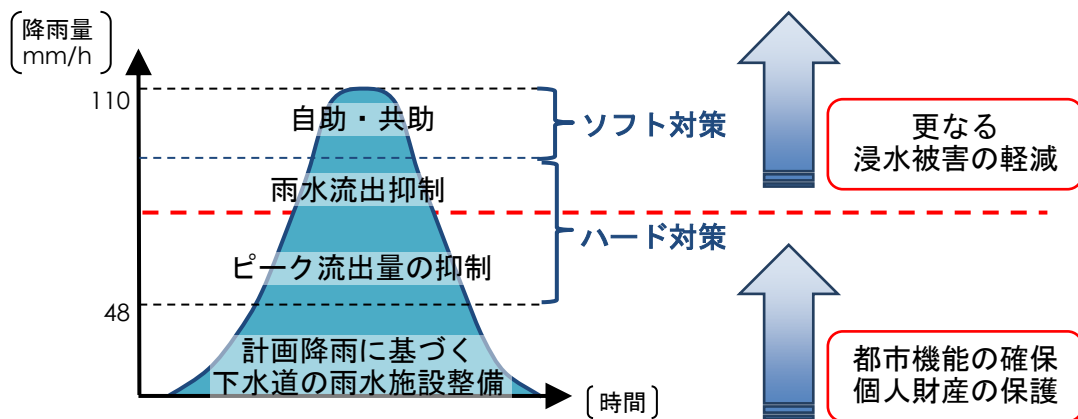 降雨量
mm/h
110
自助・共助
ソフト対策
更なる
浸水被害の軽減
雨水流出抑制
ハード対策
ピーク流出量の抑制
48
計画降雨に基づく
下水道の雨水施設整備
都市機能の確保
個人財産の保護
〔時間〕